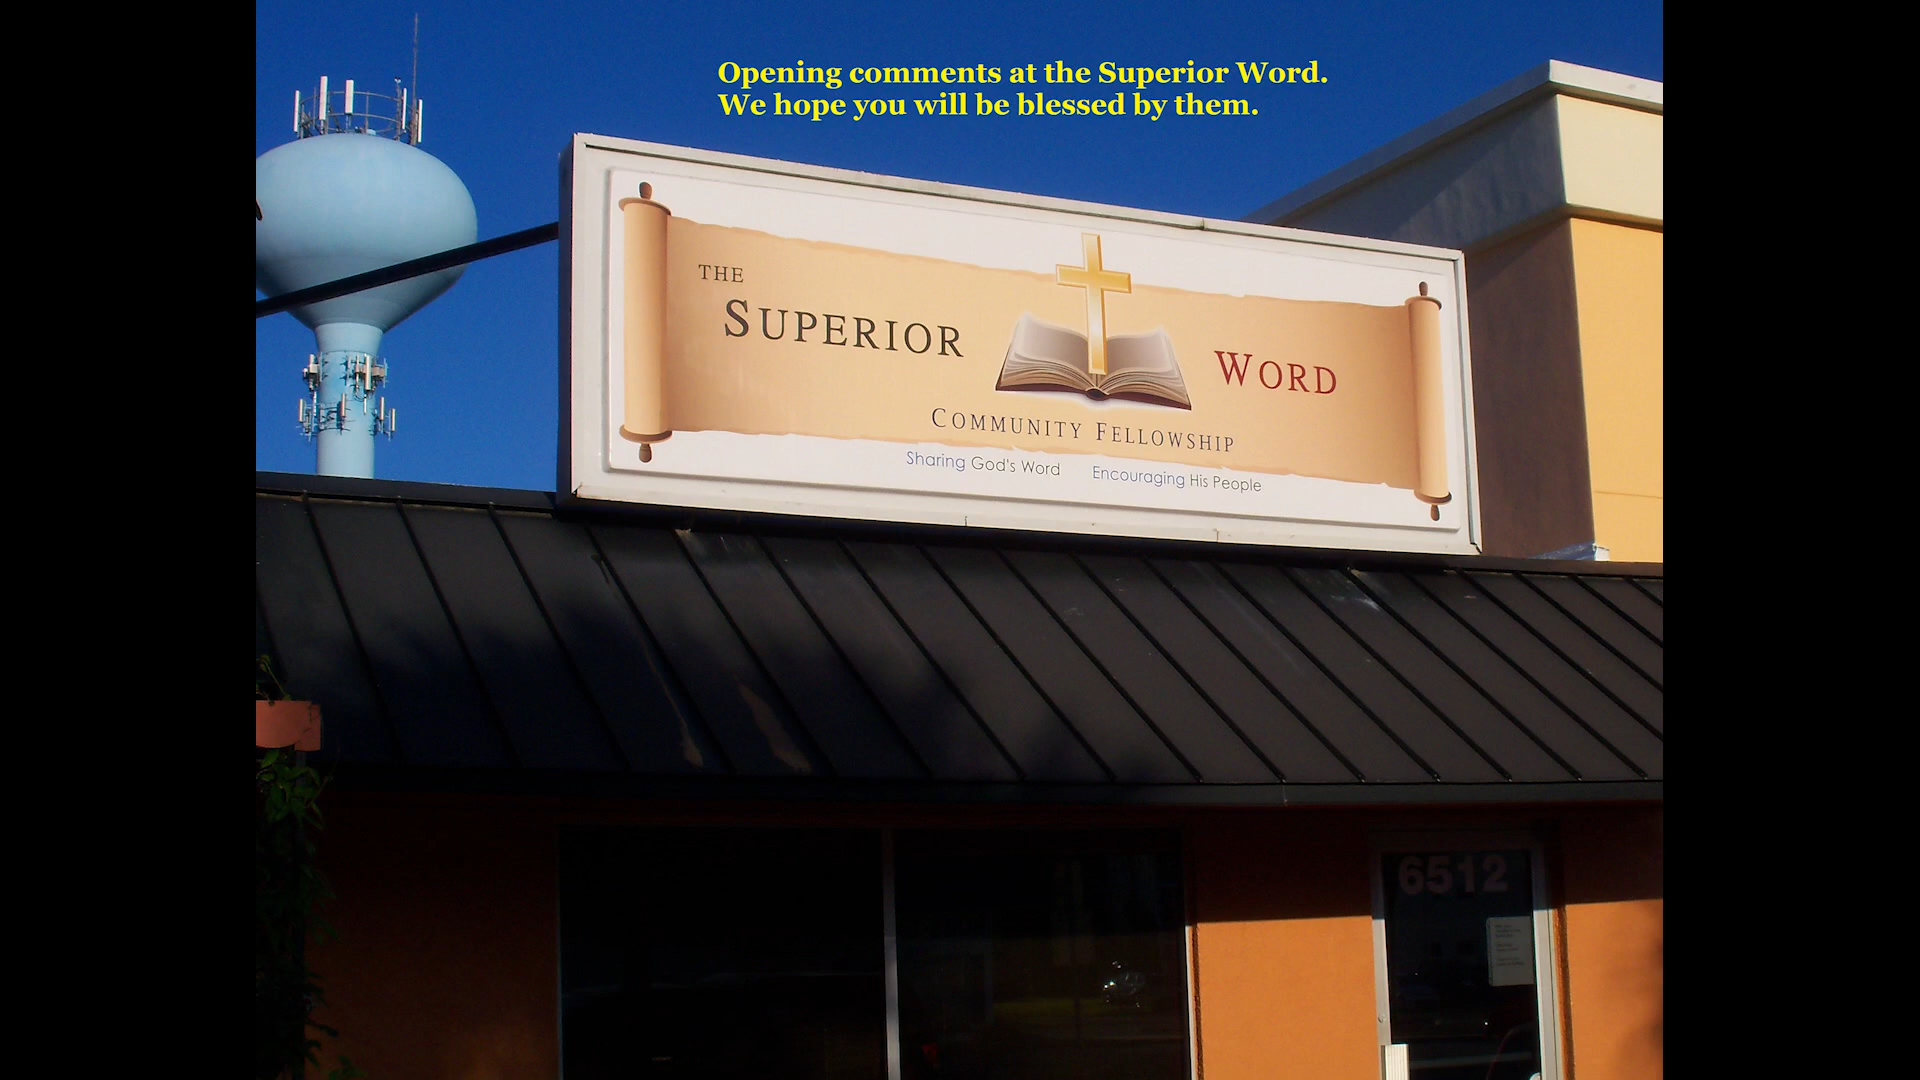 Opening comments at the Superior Word.
We hope you will be blessed by them.
THE
SUPERIOR
WORD
COMMUNITY FELLOWSHIP
Sharing God's Word Encouraging His People
6512